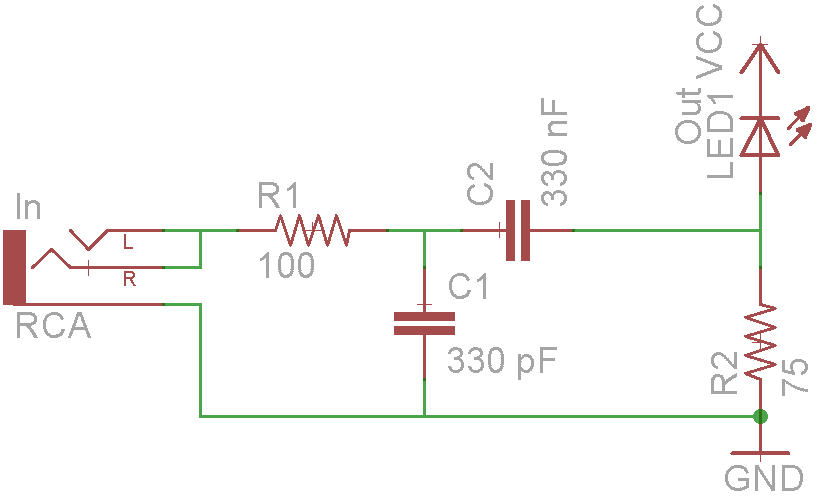 In
L
R
RCA
R1
100
C2
330 nF
C1
330 pF
Out
LED1
VCC
R2
75
GND